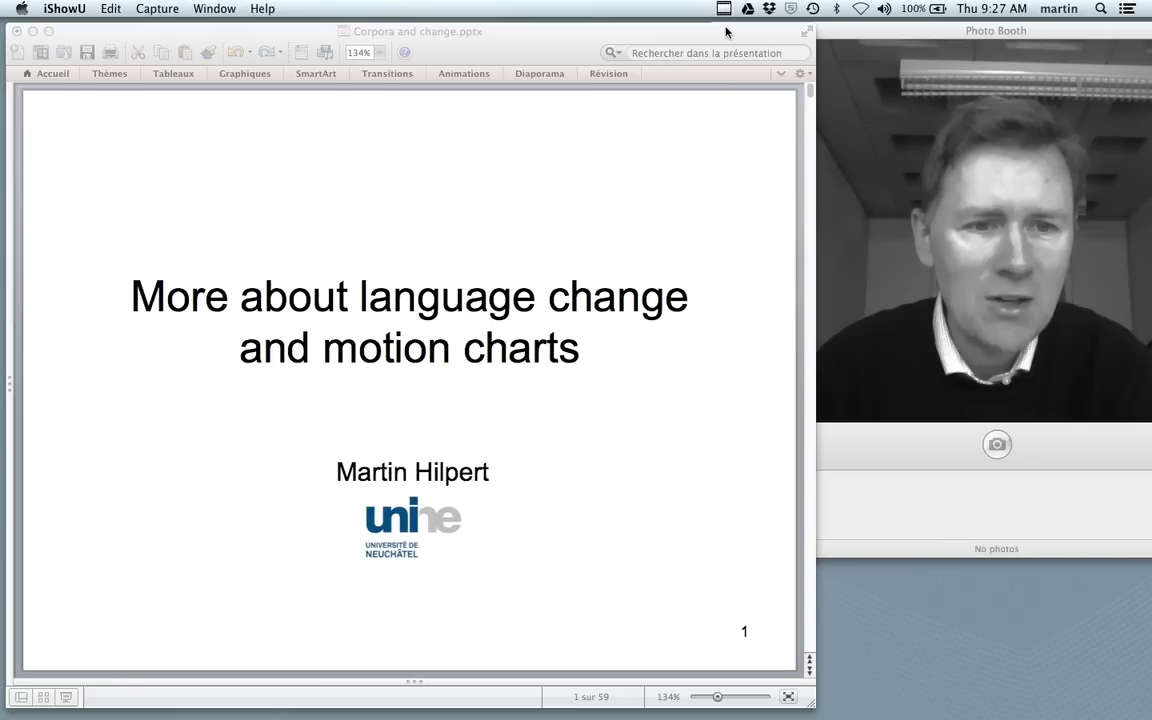 iShowU Edit Capture Window Help 100% Thu 9:27 AM martin
Corpora and change.pptx
134%
Rechercher dans la présentation
Accueil Thèmes Tableaux Graphiques SmartArt Transitions Animations Diaporama Révision
More about language change
and motion charts
Martin Hilpert
unine
UNIVERSITÉ DE
NEUCHÂTEL
1
1 sur 59 134%
Photo Booth
No photos